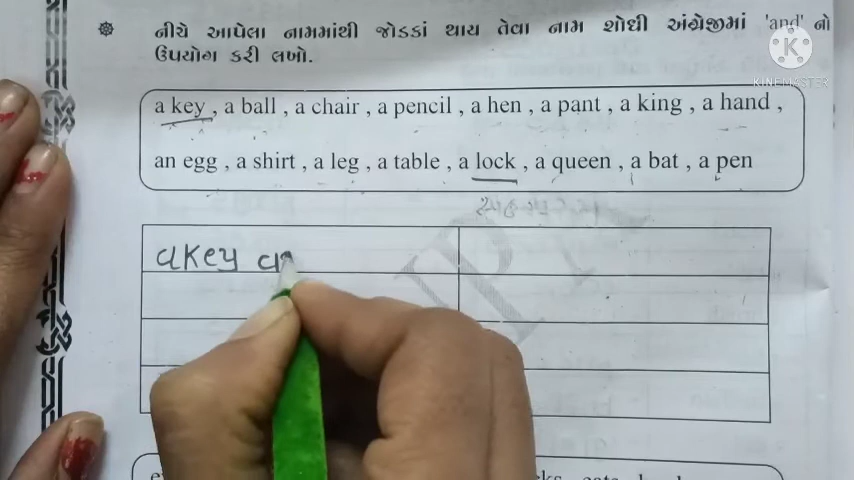 નીચે આપેલા નામમાંથી જોડકાં થાય તેવા નામ શોધી અંગ્રેજીમાં 'and' નો
ઉપયોગ કરી લખો.
K
KINEMASTER
a key , a ball , a chair , a pencil , a hen , a pant , a king , a hand ,
an egg , a shirt , a leg , a table , a lock , a queen , a bat , a pen
a key an